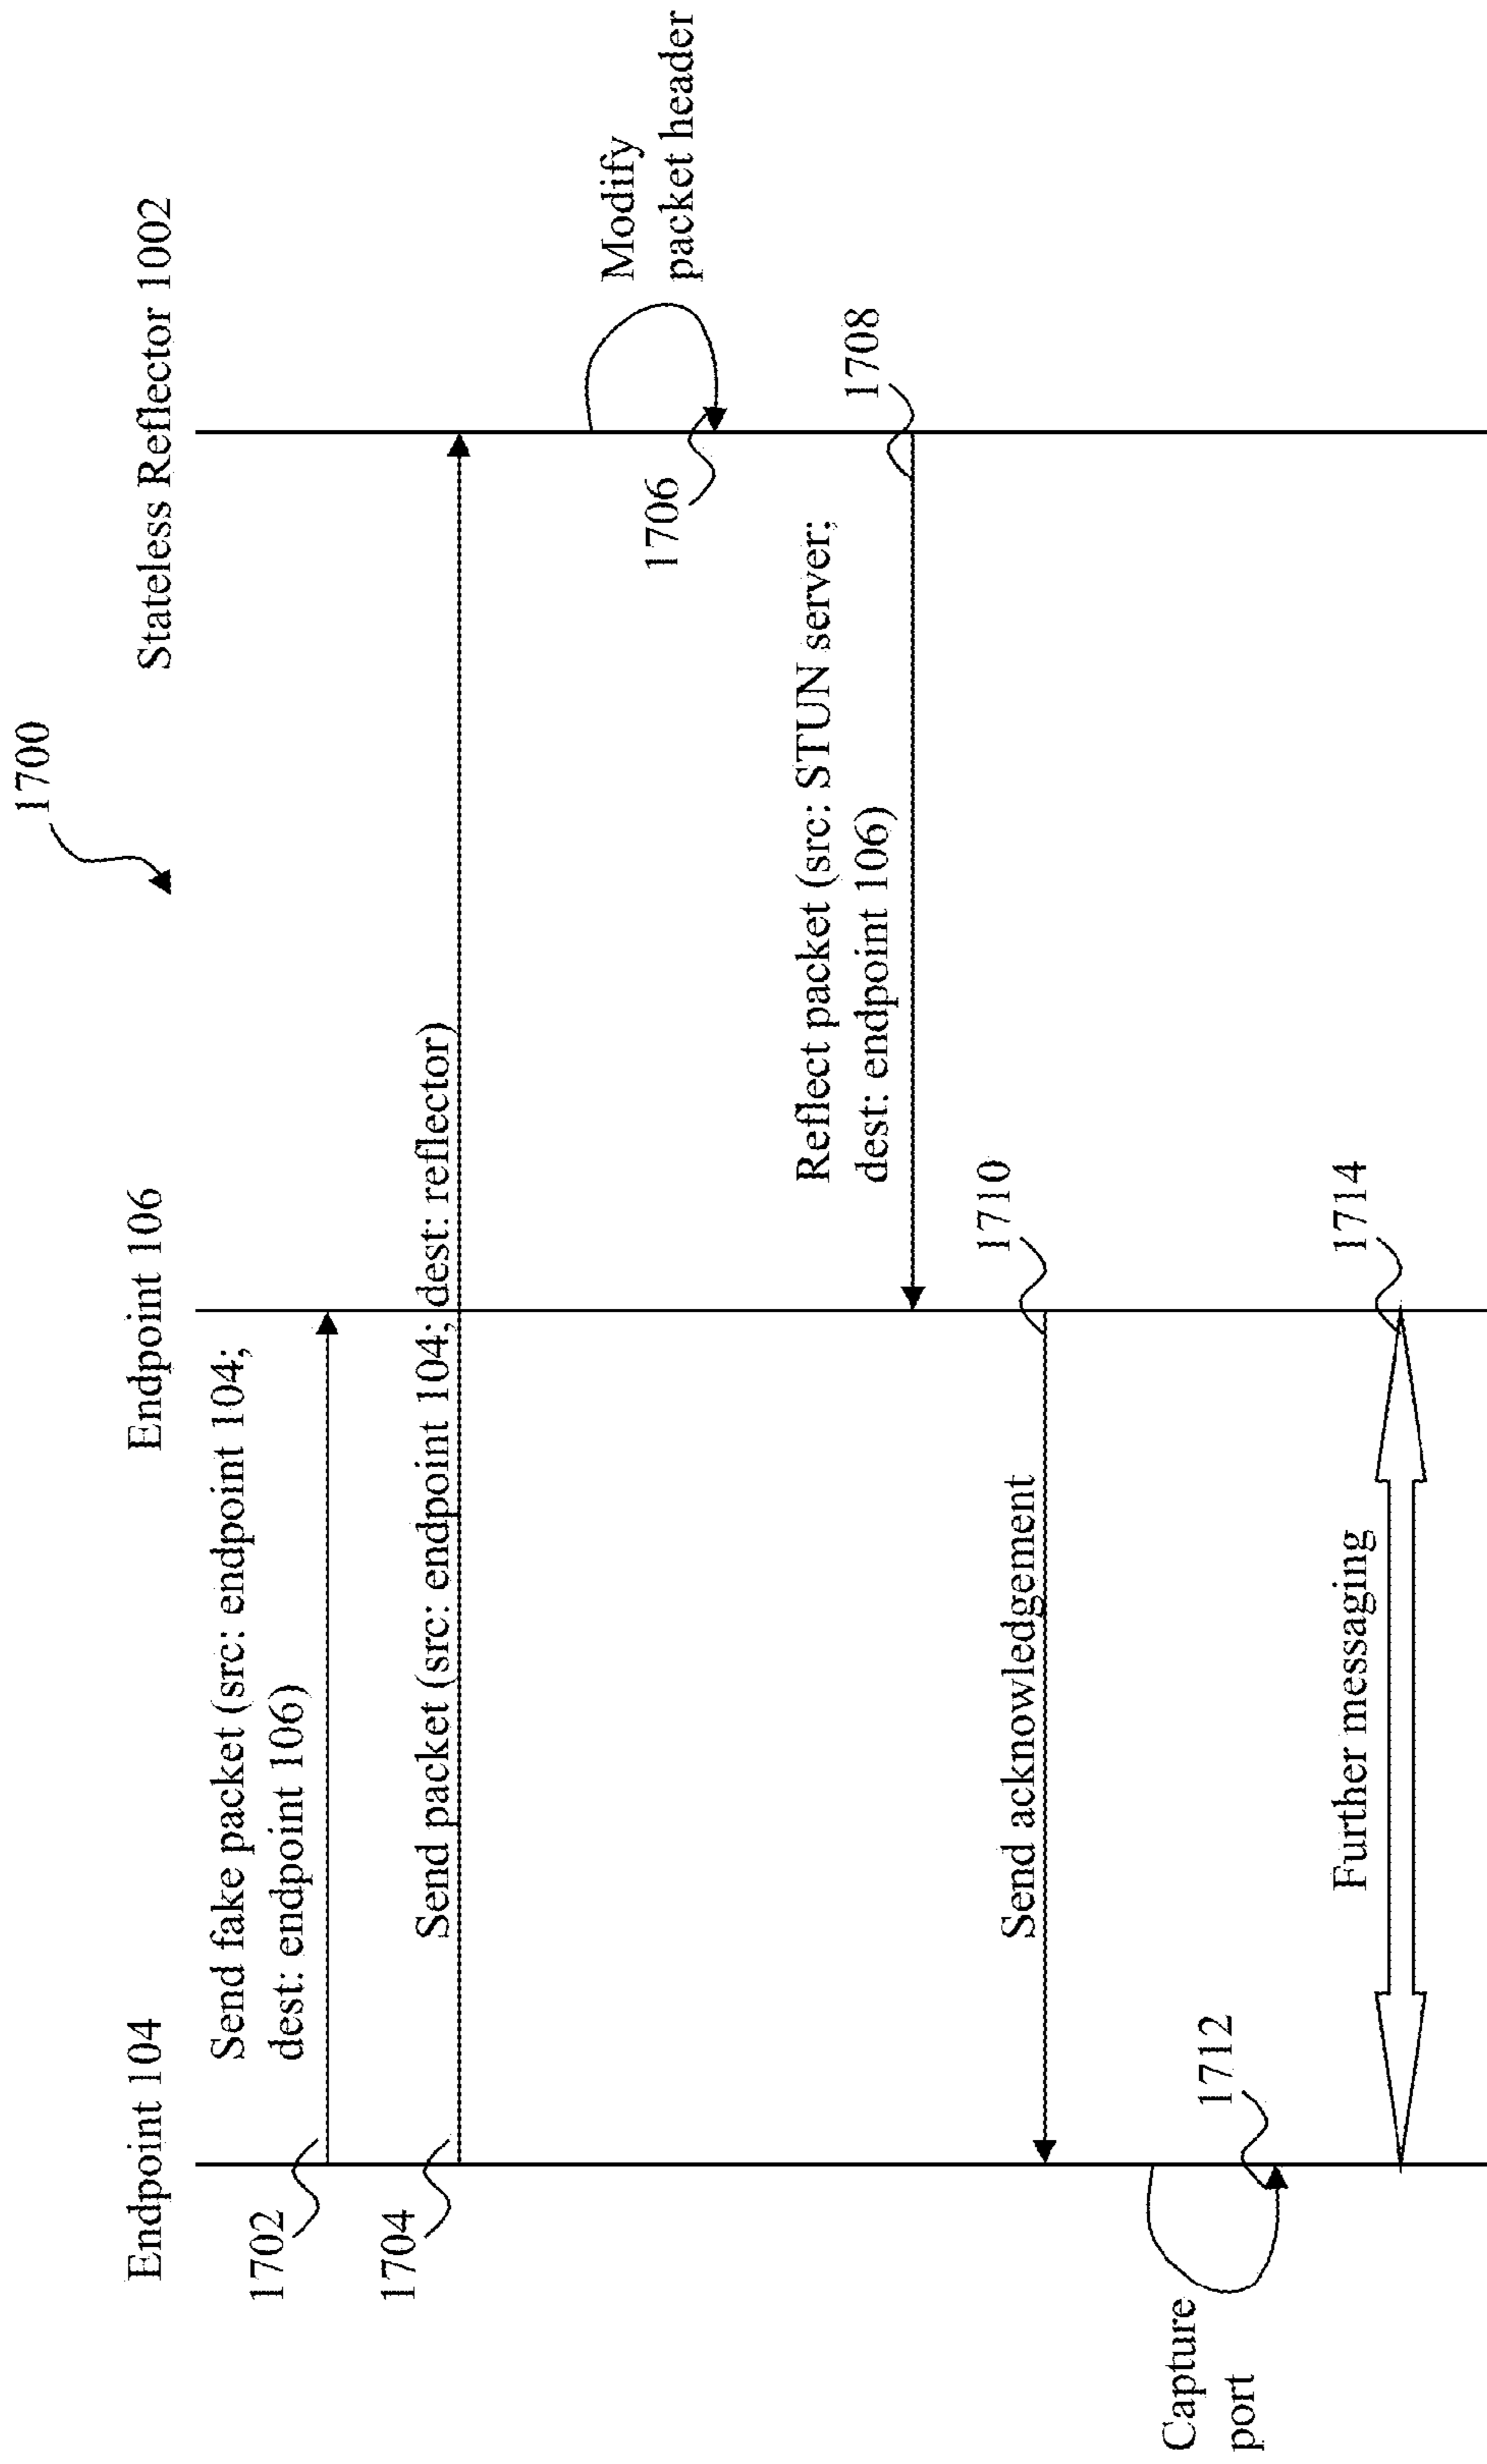 1700
Endpoint 104
Endpoint 106
Stateless Reflector 1002
Send fake packet (src: endpoint 104;
dest: endpoint 106)
1702
Send packet (src: endpoint 104; dest: reflector)
1704
Modify
packet header
1706
Reflect packet (src: STUN server;
dest: endpoint 106)
1708
1710
Send acknowledgement
Capture
port
1712
1714
Further messaging